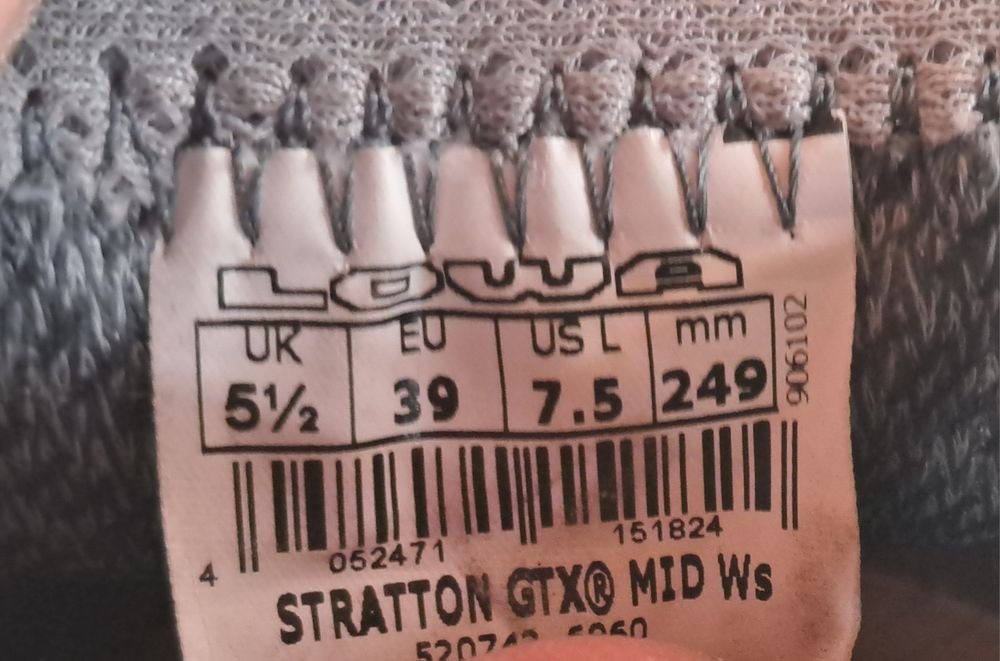 LOWA
UK EU US L mm
5½ 39 7.5 249
906102
4 052471 151824
STRATTON GTX® MID Ws